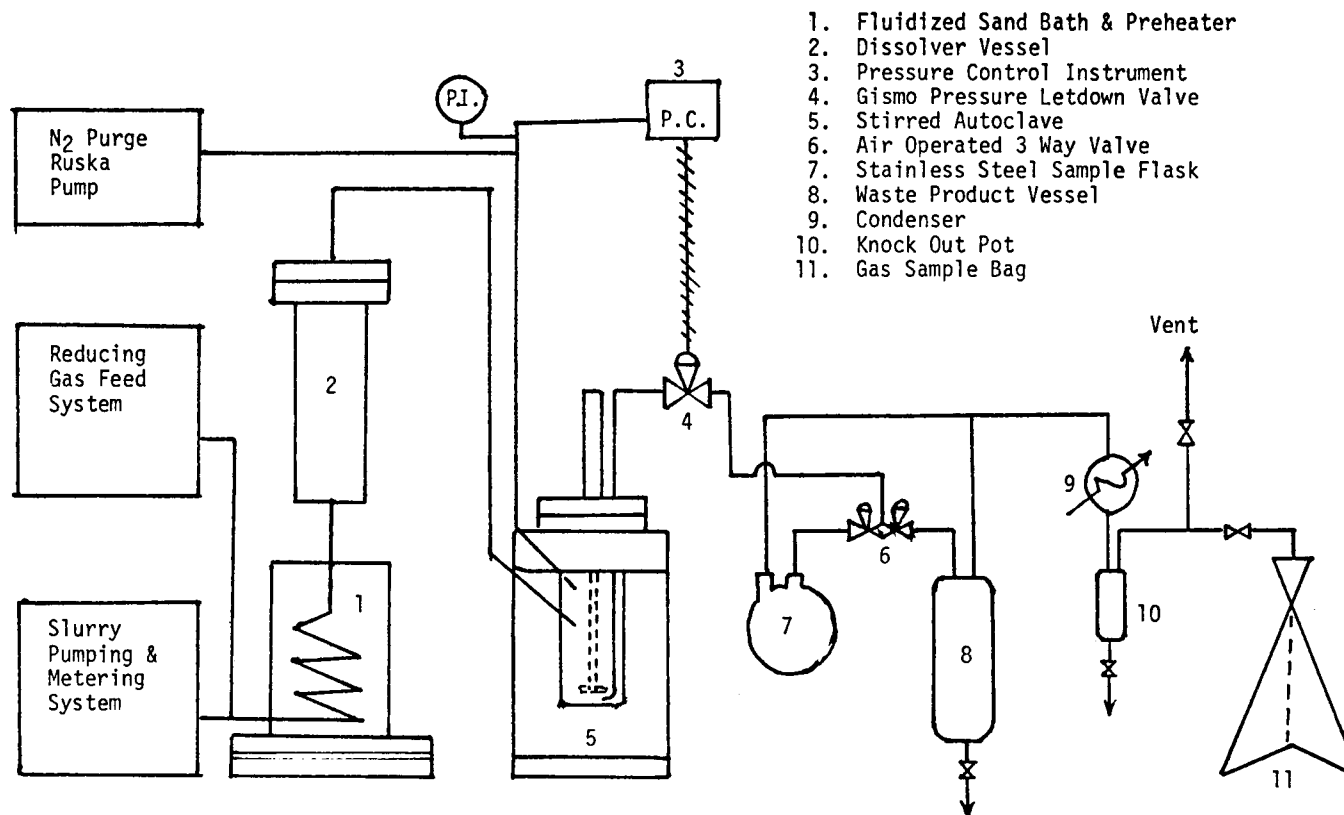 1. Fluidized Sand Bath & Preheater
2. Dissolver Vessel
3. Pressure Control Instrument
4. Gismo Pressure Letdown Valve
5. Stirred Autoclave
6. Air Operated 3 Way Valve
7. Stainless Steel Sample Flask
8. Waste Product Vessel
9. Condenser
10. Knock Out Pot
11. Gas Sample Bag
N2 Purge
Ruska
Pump
P.I.
3
P.C.
Reducing
Gas Feed
System
2
4
Vent
9
Slurry
Pumping &
Metering
System
1
5
6
7
8
10
11